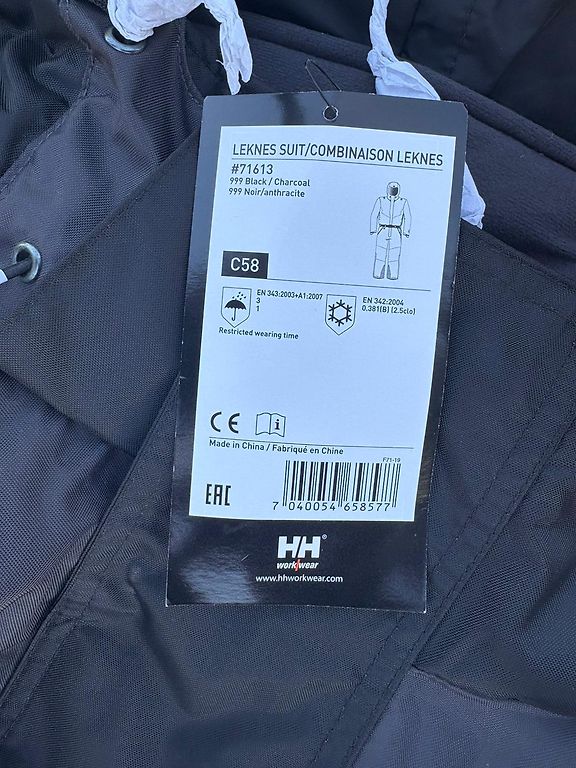 LEKNES SUIT/COMBINAISON LEKNES
#71613
999 Black / Charcoal
999 Noir/anthracite
C58
EN 343:2003+A1:2007
3
1
Restricted wearing time
EN 342:2004
0.381(B) (2.5clo)
CE
i
Made in China / Fabriqué en Chine
F71-19
EAC
7 040054 658577
HH®
workwear
www.hhworkwear.com